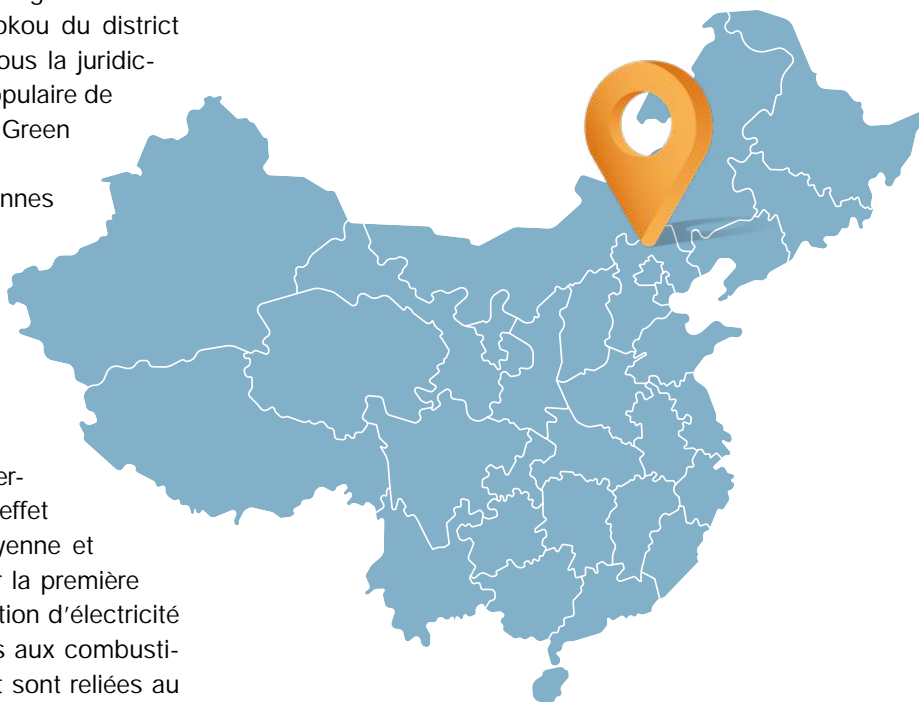 okou du district
ous la juridic-
opulaire de
Green
nnes
er-
effet
yenne et
r la première
tion d'électricité
s aux combusti-
t sont reliées au